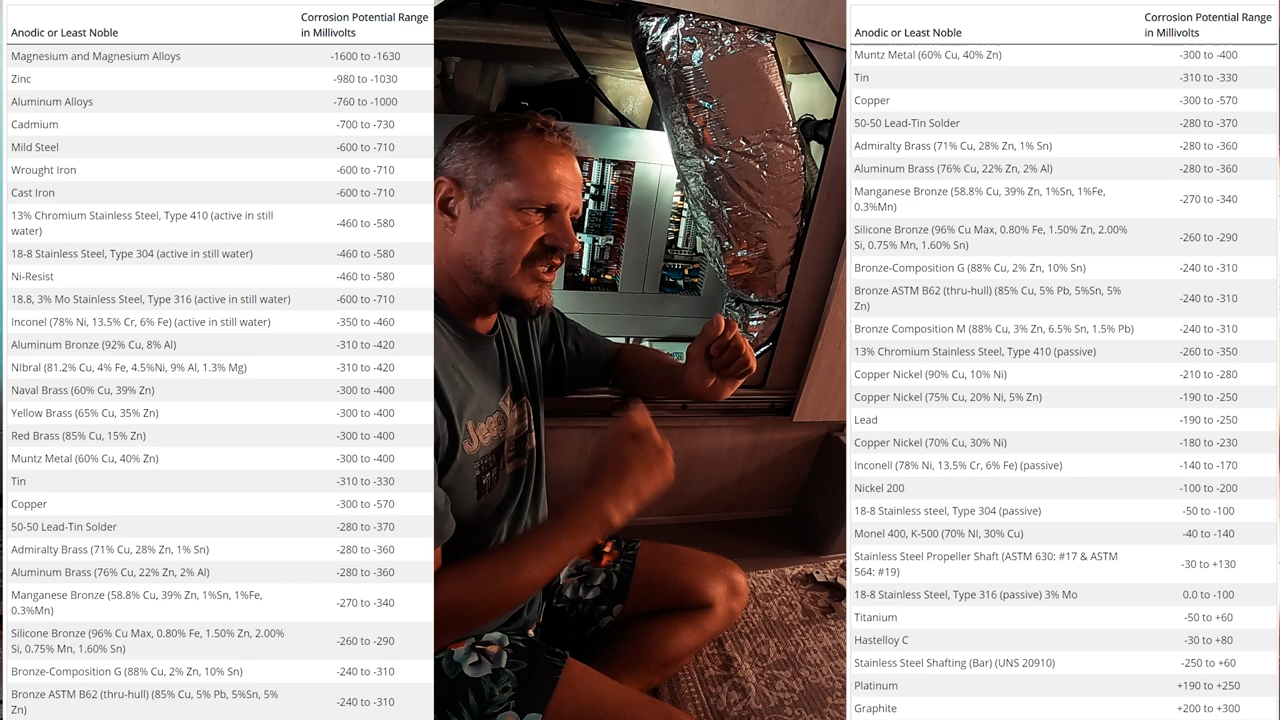 Anodic or Least Noble
Corrosion Potential Range
in Millivolts
Magnesium and Magnesium Alloys -1600 to -1630
Zinc -980 to -1030
Aluminum Alloys -760 to -1000
Cadmium -700 to -730
Mild Steel -600 to -710
Wrought Iron -600 to -710
Cast Iron -600 to -710
13% Chromium Stainless Steel, Type 410 (active in still
water) -460 to -580
18-8 Stainless Steel, Type 304 (active in still water) -460 to -580
Ni-Resist -460 to -580
18.8, 3% Mo Stainless Steel, Type 316 (active in still water) -600 to -710
Inconel (78% Ni, 13.5% Cr, 6% Fe) (active in still water) -350 to -460
Aluminum Bronze (92% Cu, 8% Al) -310 to -420
NIbral (81.2% Cu, 4% Fe, 4.5%Ni, 9% Al, 1.3% Mg) -310 to -420
Naval Brass (60% Cu, 39% Zn) -300 to -400
Yellow Brass (65% Cu, 35% Zn) -300 to -400
Red Brass (85% Cu, 15% Zn) -300 to -400
Muntz Metal (60% Cu, 40% Zn) -300 to -400
Tin -310 to -330
Copper -300 to -570
50-50 Lead-Tin Solder -280 to -370
Admiralty Brass (71% Cu, 28% Zn, 1% Sn) -280 to -360
Aluminum Brass (76% Cu, 22% Zn, 2% Al) -280 to -360
Manganese Bronze (58.8% Cu, 39% Zn, 1%Sn, 1%Fe,
0.3%Mn) -270 to -340
Silicone Bronze (96% Cu Max, 0.80% Fe, 1.50% Zn, 2.00%
Si, 0.75% Mn, 1.60% Sn) -260 to -290
Bronze-Composition G (88% Cu, 2% Zn, 10% Sn) -240 to -310
Bronze ASTM B62 (thru-hull) (85% Cu, 5% Pb, 5%Sn, 5%
Zn) -240 to -310
Jeep
Anodic or Least Noble
Corrosion Potential Range
in Millivolts
Muntz Metal (60% Cu, 40% Zn) -300 to -400
Tin -310 to -330
Copper -300 to -570
50-50 Lead-Tin Solder -280 to -370
Admiralty Brass (71% Cu, 28% Zn, 1% Sn) -280 to -360
Aluminum Brass (76% Cu, 22% Zn, 2% Al) -280 to -360
Manganese Bronze (58.8% Cu, 39% Zn, 1%Sn, 1%Fe,
0.3%Mn) -270 to -340
Silicone Bronze (96% Cu Max, 0.80% Fe, 1.50% Zn, 2.00%
Si, 0.75% Mn, 1.60% Sn) -260 to -290
Bronze-Composition G (88% Cu, 2% Zn, 10% Sn) -240 to -310
Bronze ASTM B62 (thru-hull) (85% Cu, 5% Pb, 5%Sn, 5%
Zn) -240 to -310
Bronze Composition M (88% Cu, 3% Zn, 6.5% Sn, 1.5% Pb) -240 to -310
13% Chromium Stainless Steel, Type 410 (passive) -260 to -350
Copper Nickel (90% Cu, 10% Ni) -210 to -280
Copper Nickel (75% Cu, 20% Ni, 5% Zn) -190 to -250
Lead -190 to -250
Copper Nickel (70% Cu, 30% Ni) -180 to -230
Inconell (78% Ni, 13.5% Cr, 6% Fe) (passive) -140 to -170
Nickel 200 -100 to -200
18-8 Stainless steel, Type 304 (passive) -50 to -100
Monel 400, K-500 (70% NI, 30% Cu) -40 to -140
Stainless Steel Propeller Shaft (ASTM 630: #17 & ASTM
564: #19) -30 to +130
18-8 Stainless Steel, Type 316 (passive) 3% Mo 0.0 to -100
Titanium -50 to +60
Hastelloy C -30 to +80
Stainless Steel Shafting (Bar) (UNS 20910) -250 to +60
Platinum +190 to +250
Graphite +200 to +300